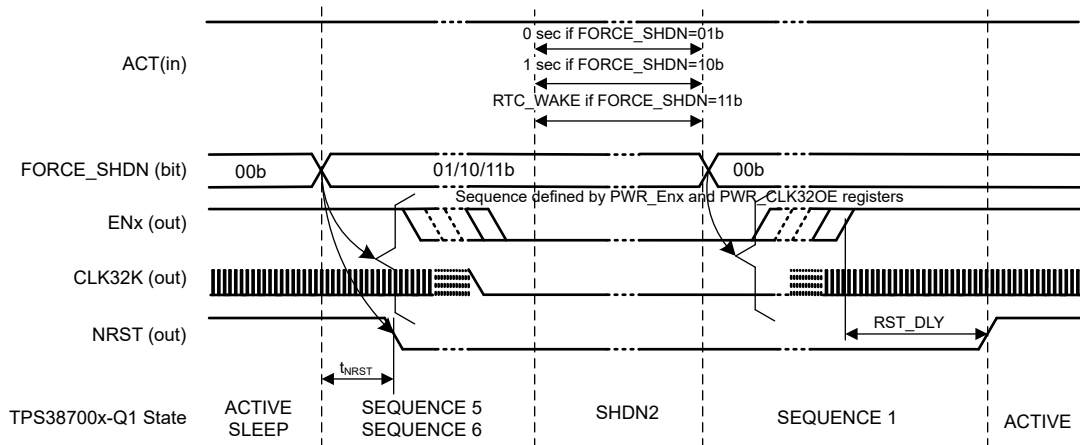 ACT(in)
0 sec if FORCE_SHDN=01b
1 sec if FORCE_SHDN=10b
RTC_WAKE if FORCE_SHDN=11b
FORCE_SHDN (bit)
00b
01/10/11b
00b
Sequence defined by PWR_Enx and PWR_CLK32OE registers
ENx (out)
CLK32K (out)
NRST (out)
RST_DLY
tNRST
TPS38700x-Q1 State
ACTIVE
SLEEP
SEQUENCE 5
SEQUENCE 6
SHDN2
SEQUENCE 1
ACTIVE